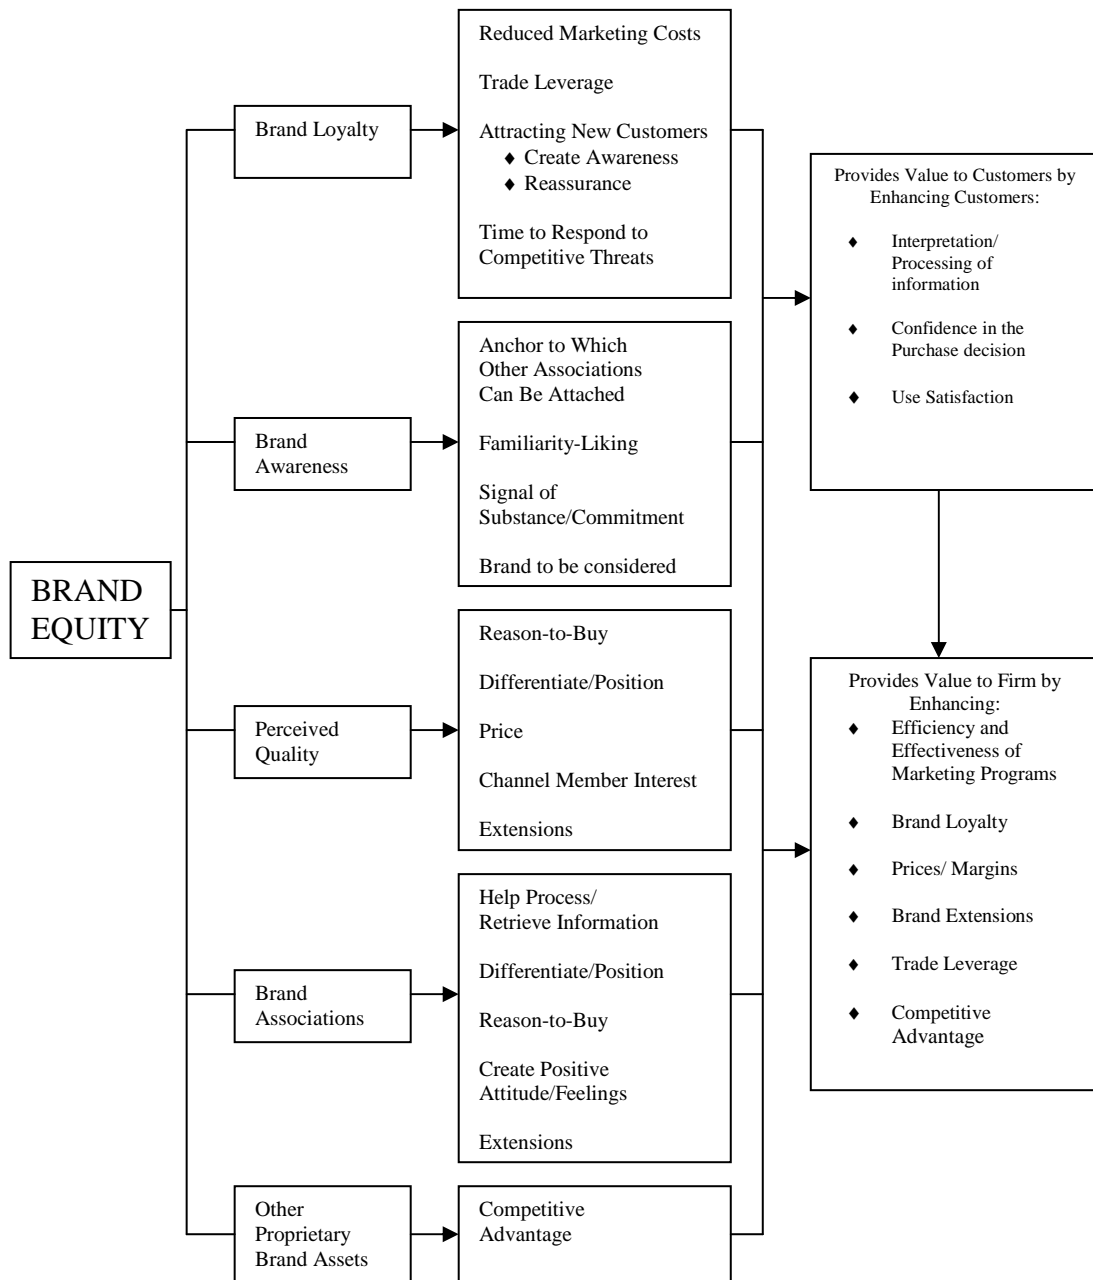 BRAND
EQUITY
Brand Loyalty
Reduced Marketing Costs
Trade Leverage
Attracting New Customers
♦ Create Awareness
♦ Reassurance
Time to Respond to
Competitive Threats
Brand
Awareness
Anchor to Which
Other Associations
Can Be Attached
Familiarity-Liking
Signal of
Substance/Commitment
Brand to be considered
Perceived
Quality
Reason-to-Buy
Differentiate/Position
Price
Channel Member Interest
Extensions
Brand
Associations
Help Process/
Retrieve Information
Differentiate/Position
Reason-to-Buy
Create Positive
Attitude/Feelings
Extensions
Other
Proprietary
Brand Assets
Competitive
Advantage
Provides Value to Customers by
Enhancing Customers:
♦ Interpretation/
Processing of
information
♦ Confidence in the
Purchase decision
♦ Use Satisfaction
Provides Value to Firm by
Enhancing:
♦ Efficiency and
Effectiveness of
Marketing Programs
♦ Brand Loyalty
♦ Prices/ Margins
♦ Brand Extensions
♦ Trade Leverage
♦ Competitive
Advantage